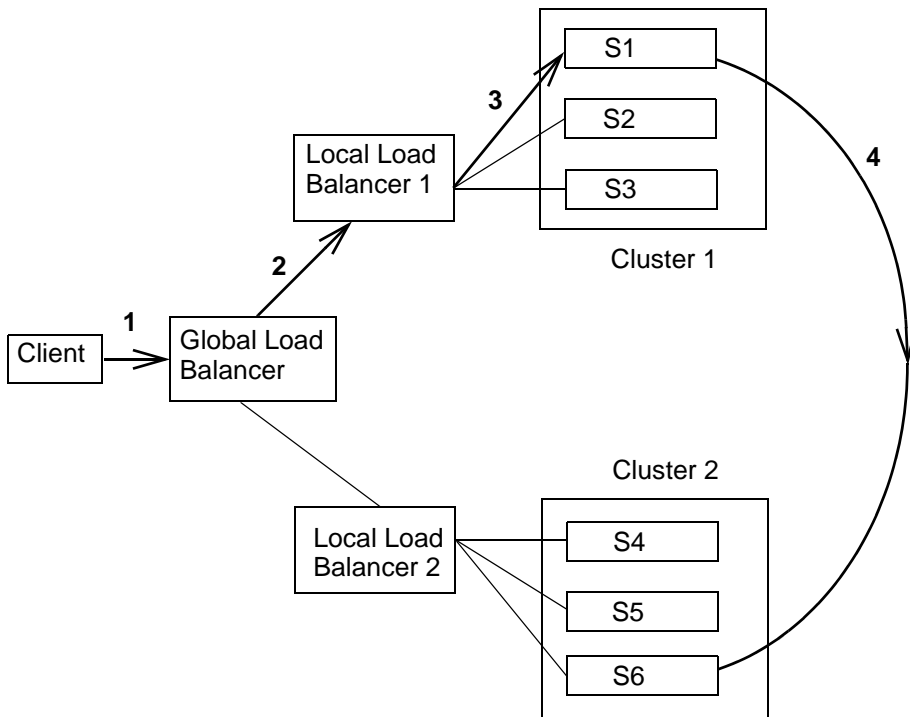 S1
3
S2
4
Local Load
Balancer 1
S3
2
Cluster 1
1
Client
Global Load
Balancer
Cluster 2
Local Load
Balancer 2
S4
S5
S6